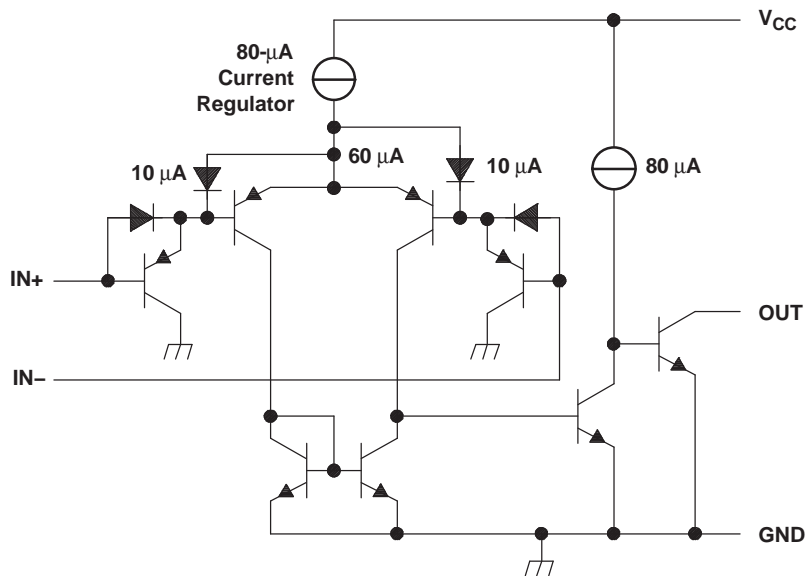 VCC
80-μA
Current
Regulator
60 μA
10 μA
10 μA
80 μA
IN+
OUT
IN–
GND